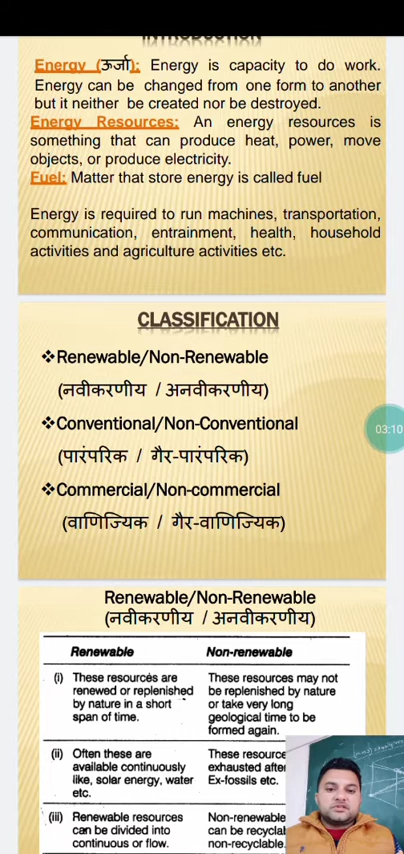 INTRODUCTION
Energy (ऊर्जा): Energy is capacity to do work.
Energy can be changed from one form to another
but it neither be created nor be destroyed.
Energy Resources: An energy resources is
something that can produce heat, power, move
objects, or produce electricity.
Fuel: Matter that store energy is called fuel
Energy is required to run machines, transportation,
communication, entrainment, health, household
activities and agriculture activities etc.
CLASSIFICATION
❖Renewable/Non-Renewable
(नवीकरणीय / अनवीकरणीय)
❖Conventional/Non-Conventional
(पारंपरिक / गैर-पारंपरिक)
03:10
❖Commercial/Non-commercial
(वाणिज्यिक / गैर-वाणिज्यिक)
Renewable/Non-Renewable
(नवीकरणीय / अनवीकरणीय)
Renewable Non-renewable
(i) These resources are
renewed or replenished
by nature in a short
span of time.
These resources may not
be replenished by nature
or take very long
geological time to be
formed again.
(ii) Often these are
available continuously
like, solar energy, water
etc.
These resource
exhausted after
Ex-fossils etc.
(iii) Renewable resources
can be divided into
continuous or flow.
Non-renewable
can be recyclab
non-recyclable.